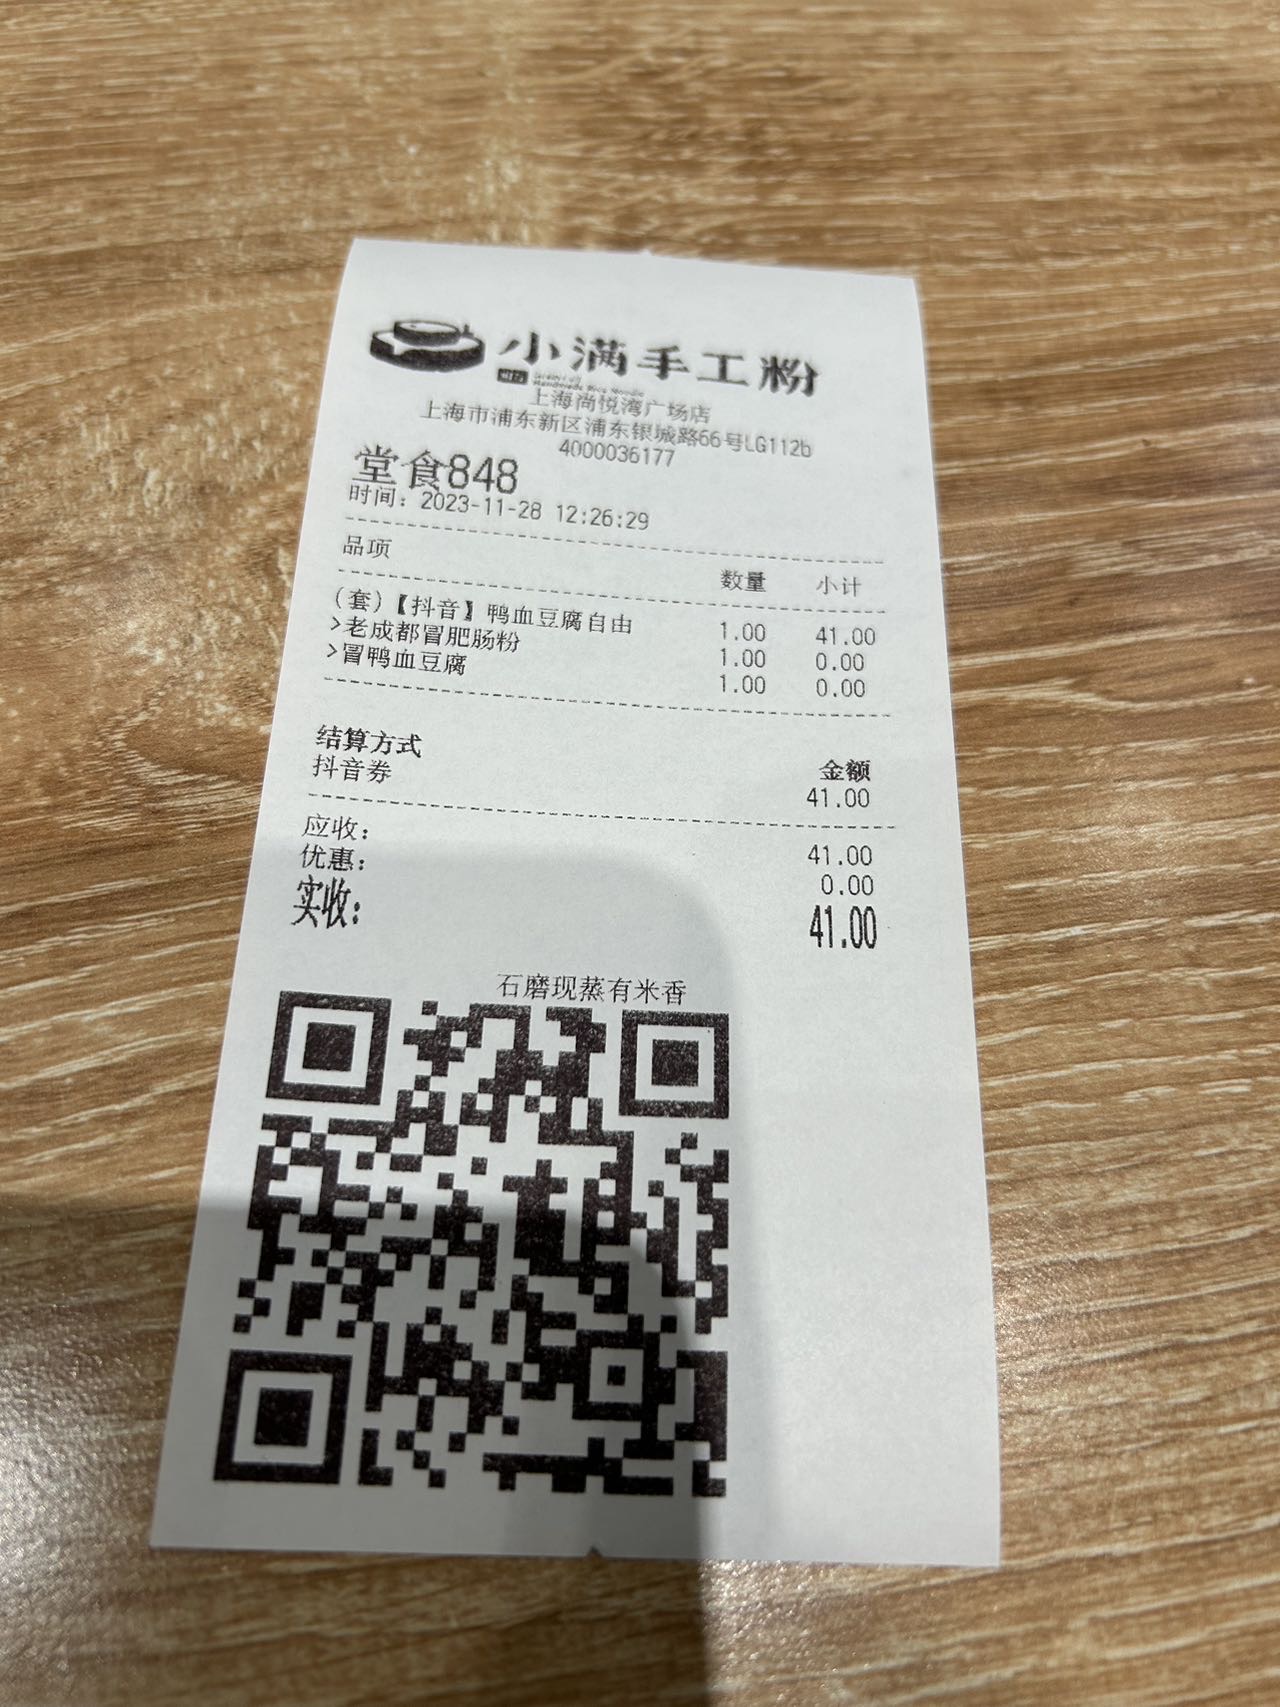 小满手工粉
上海尚悦湾广场店
上海市浦东新区浦东银城路66号LG112b
4000036177
堂食848
时间：2023-11-28 12:26:29
品项 数量 小计
（套）【抖音】鸭血豆腐自由 1.00 41.00
>老成都冒肥肠粉 1.00 0.00
>冒鸭血豆腐 1.00 0.00
结算方式 金额
抖音券 41.00
应收： 41.00
优惠： 0.00
实收： 41.00
石磨现蒸有米香